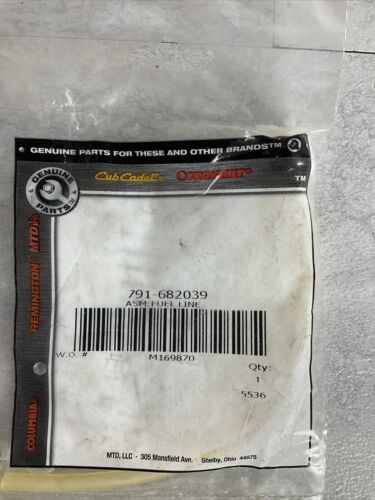 GENUINE PARTS FOR THESE AND OTHER BRANDS™
GENUINE
PARTS
Cub Cadet®
TROY-BILT®
TM
MTD
REMINGTON®
COLUMBIA®
791-682039
ASM:FUEL LINE
W.O. #
M169870
Qty:
1
5536
MTD, LLC · 305 Mansfield Ave. Shelby, Ohio 44875